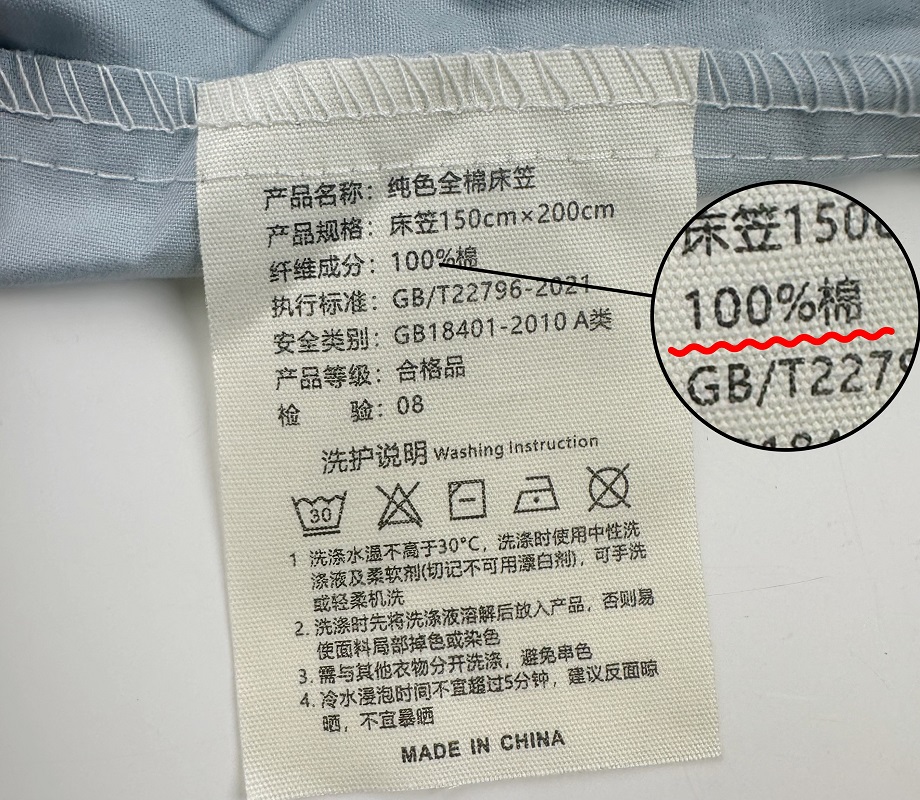 产品名称：纯色全棉床笠
产品规格：床笠150cm×200cm
纤维成分：100%棉
执行标准：GB/T22796-2021
安全类别：GB18401-2010 A类
产品等级：合格品
检 验：08
洗护说明 Washing Instruction
30
1 洗涤水温不高于30°C，洗涤时使用中性洗
涤液及柔软剂(切记不可用漂白剂)，可手洗
或轻柔机洗
2. 洗涤时先将洗涤液溶解后放入产品，否则易
使面料局部掉色或染色
3. 需与其他衣物分开洗涤，避免串色
4. 冷水浸泡时间不宜超过5分钟，建议反面晾
晒，不宜暴晒
MADE IN CHINA
床笠150c
100%棉
GB/T2279